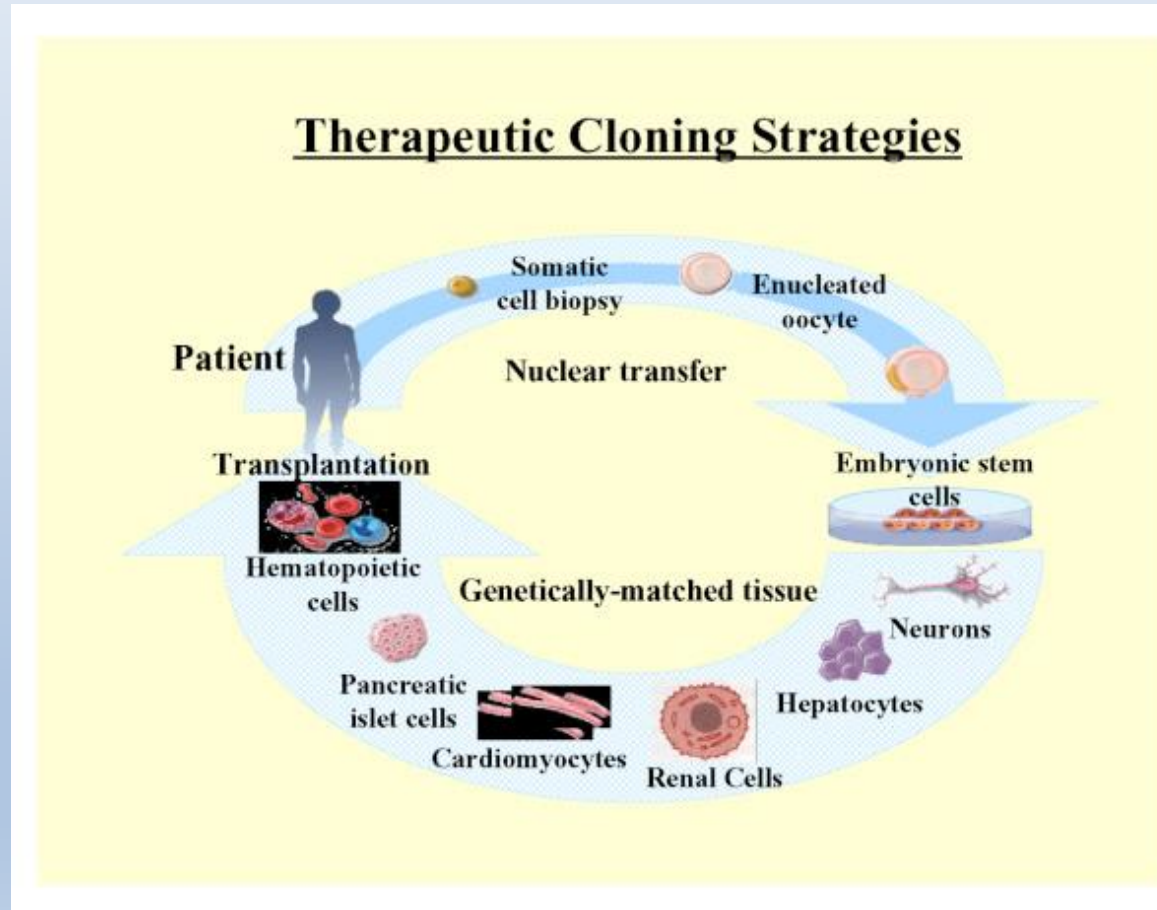 Therapeutic Cloning Strategies
Somatic
cell biopsy
Enucleated
oocyte
Patient
Nuclear transfer
Transplantation
Embryonic stem
cells
Hematopoietic
cells
Genetically-matched tissue
Neurons
Pancreatic
islet cells
Hepatocytes
Cardiomyocytes
Renal Cells